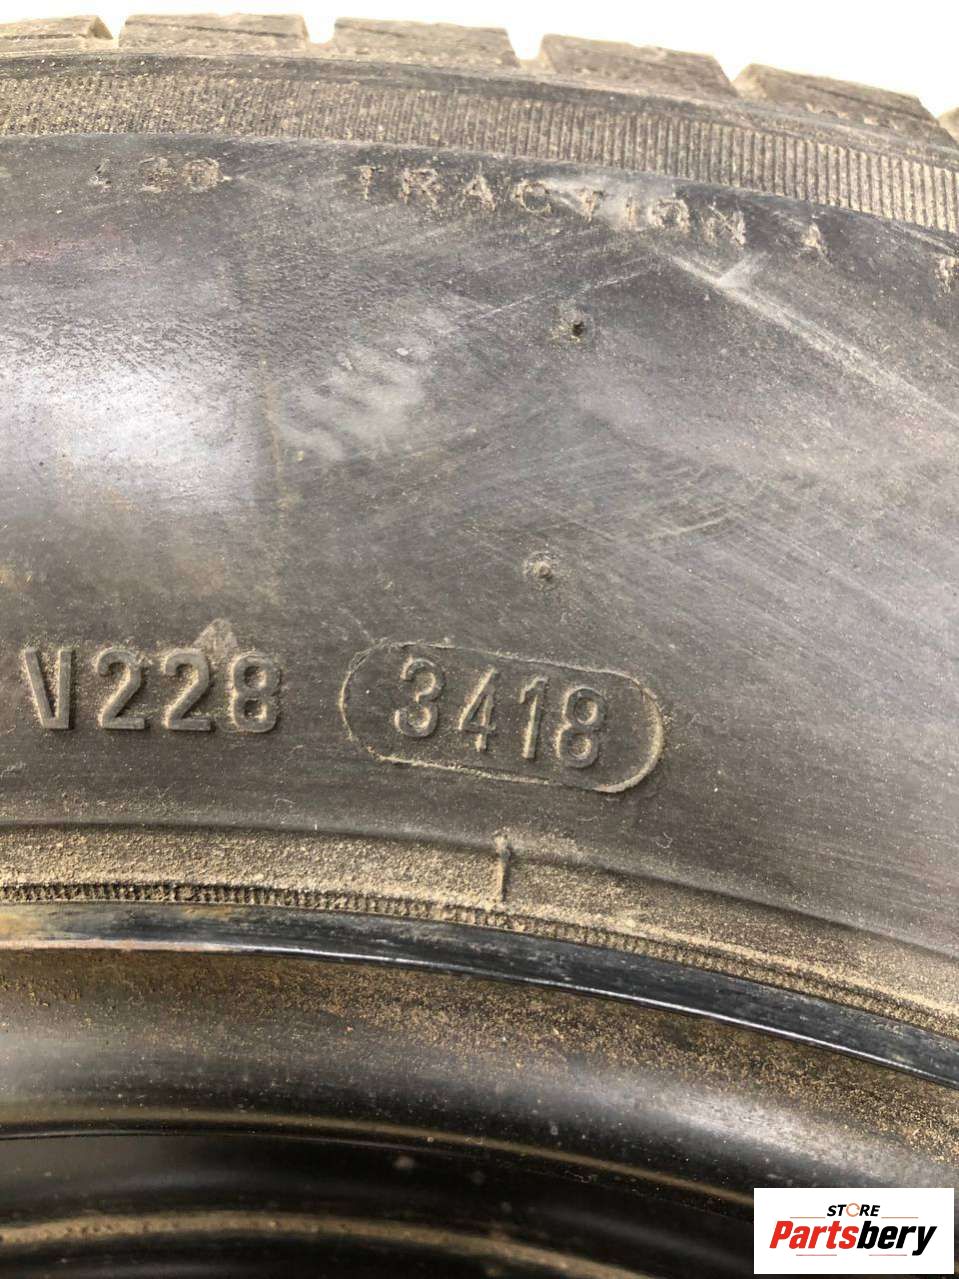 TRACTION A
V228 3418
STORE
Partsbery